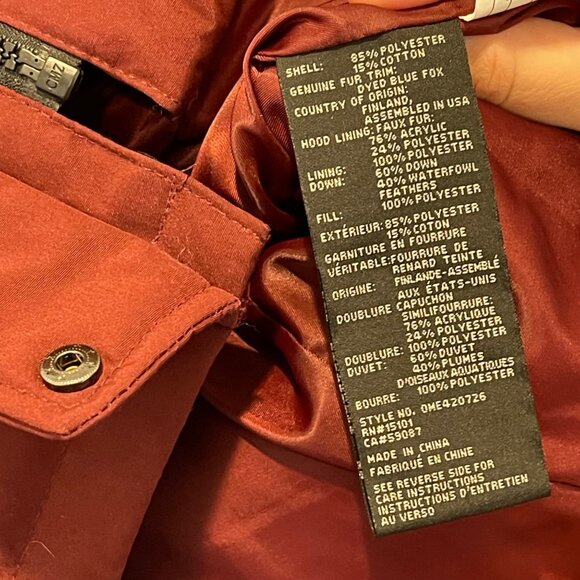 CWZ
SHELL: 85% POLYESTER
15% COTTON
GENUINE FUR TRIM:
DYED BLUE FOX
COUNTRY OF ORIGIN:
FINLAND,
ASSEMBLED IN USA
HOOD LINING: FAUX FUR:
76% ACRYLIC
24% POLYESTER
LINING: 100% POLYESTER
DOWN: 60% DOWN
40% WATERFOWL
FEATHERS
FILL: 100% POLYESTER
EXTÉRIEUR: 85% POLYESTER
15% COTON
GARNITURE EN FOURRURE
VÉRITABLE: FOURRURE DE
RENARD TEINTE
ORIGINE: FINLANDE-ASSEMBLÉ
AUX ÉTATS-UNIS
DOUBLURE CAPUCHON
SIMILIFOURRURE:
76% ACRYLIQUE
24% POLYESTER
DOUBLURE: 100% POLYESTER
DUVET: 60% DUVET
40% PLUMES
D'OISEAUX AQUATIQUES
BOURRE: 100% POLYESTER
STYLE NO. 0ME420726
RN#15101
CA#59087
MADE IN CHINA
FABRIQUÉ EN CHINE
SEE REVERSE SIDE FOR
CARE INSTRUCTIONS
INSTRUCTIONS D'ENTRETIEN
AU VERSO